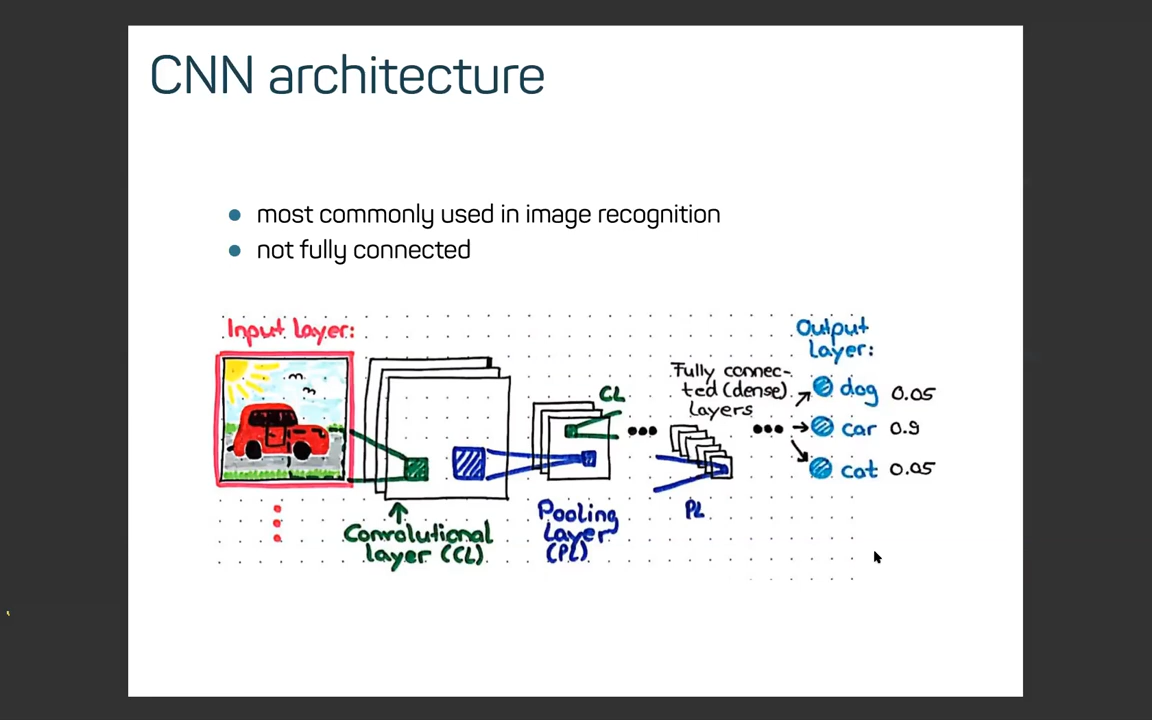 CNN architecture
most commonly used in image recognition
not fully connected
Input layer:
Convolutional
layer (CL)
Pooling
Layer
(PL)
CL
Fully connec-
ted (dense)
layers
PL
Output
layer:
dog 0.05
car 0.9
cat 0.05